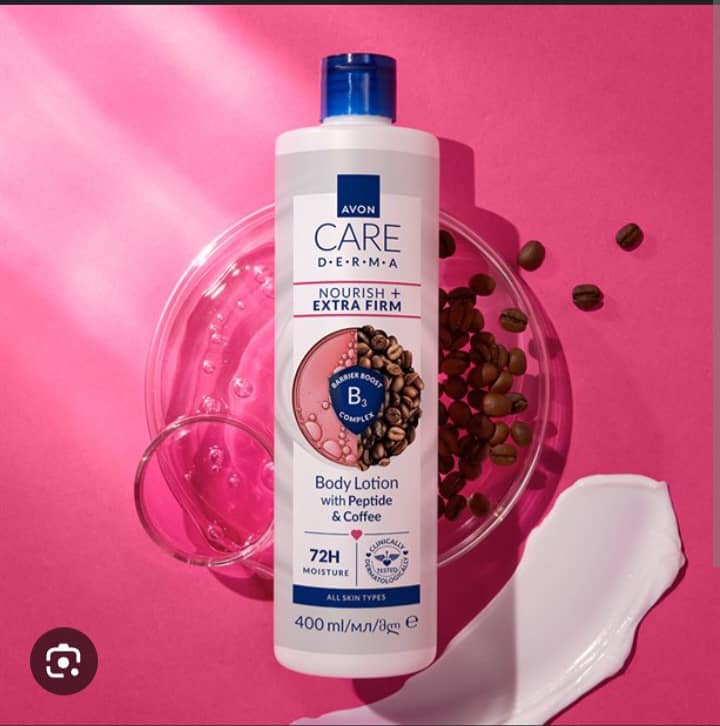 AVON
CARE
D·E·R·M·A
NOURISH +
EXTRA FIRM
BARRIER BOOST
B3
COMPLEX
Body Lotion
with Peptide
& Coffee
72H
MOISTURE
CLINICALLY
TESTED
DERMATOLOGICALLY
ALL SKIN TYPES
400 ml/мл/მლ ℮